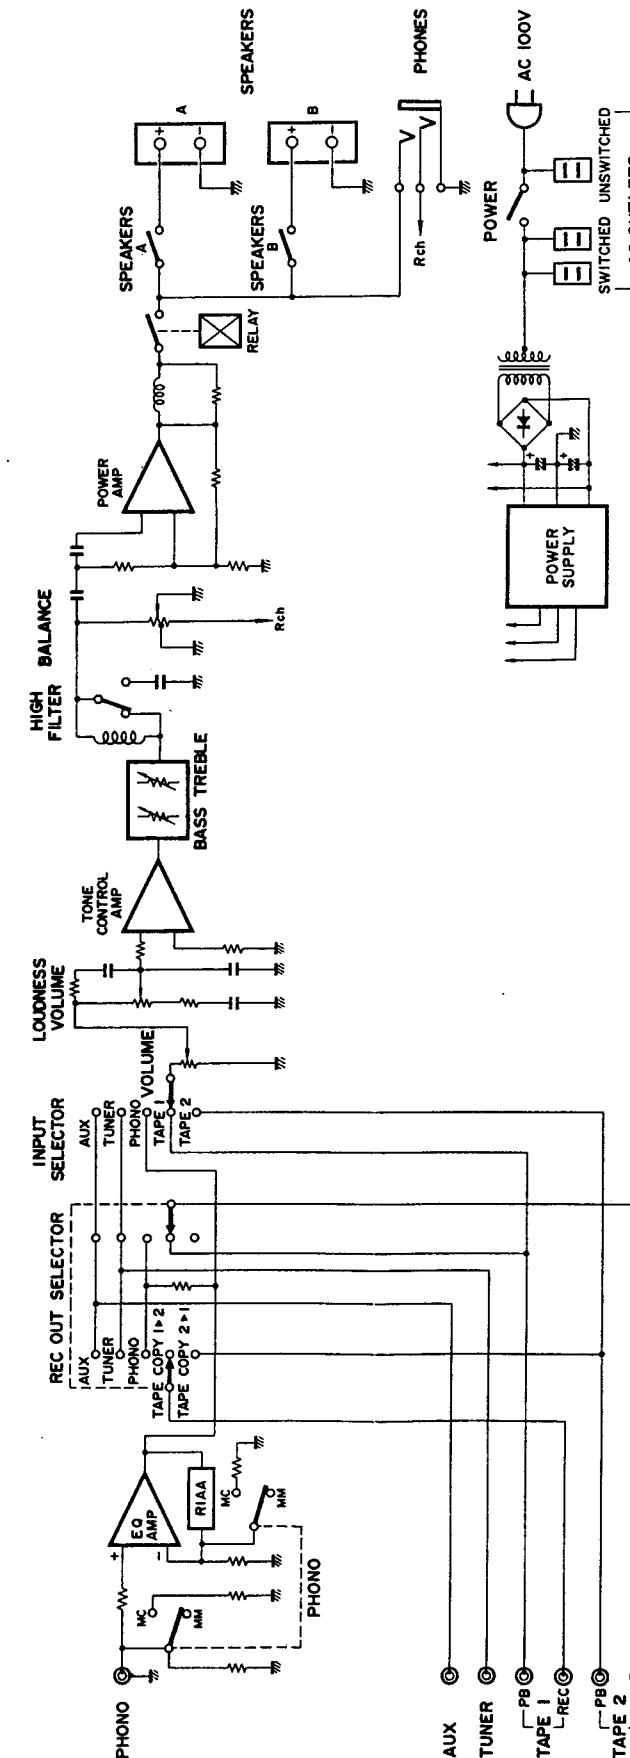 SPEAKERS
A
+
−
B
+
−
PHONES
AC 100V
SPEAKERS
A
SPEAKERS
B
Rch
POWER
SWITCHED
UNSWITCHED
RELAY
POWER
AMP
+
+
POWER
SUPPLY
BALANCE
Rch
HIGH
FILTER
BASS TREBLE
TONE
CONTROL
AMP
LOUDNESS
VOLUME
VOLUME
INPUT
SELECTOR
AUX
TUNER
PHONO
TAPE 1
TAPE 2
REC OUT SELECTOR
AUX
TUNER
PHONO
TAPE COPY 1▸2
TAPE COPY 2▸1
EQ
AMP
+
−
RIAA
MC
MM
MC
MM
PHONO
PHONO
AUX
TUNER
PB
TAPE 1
REC
PB
TAPE 2